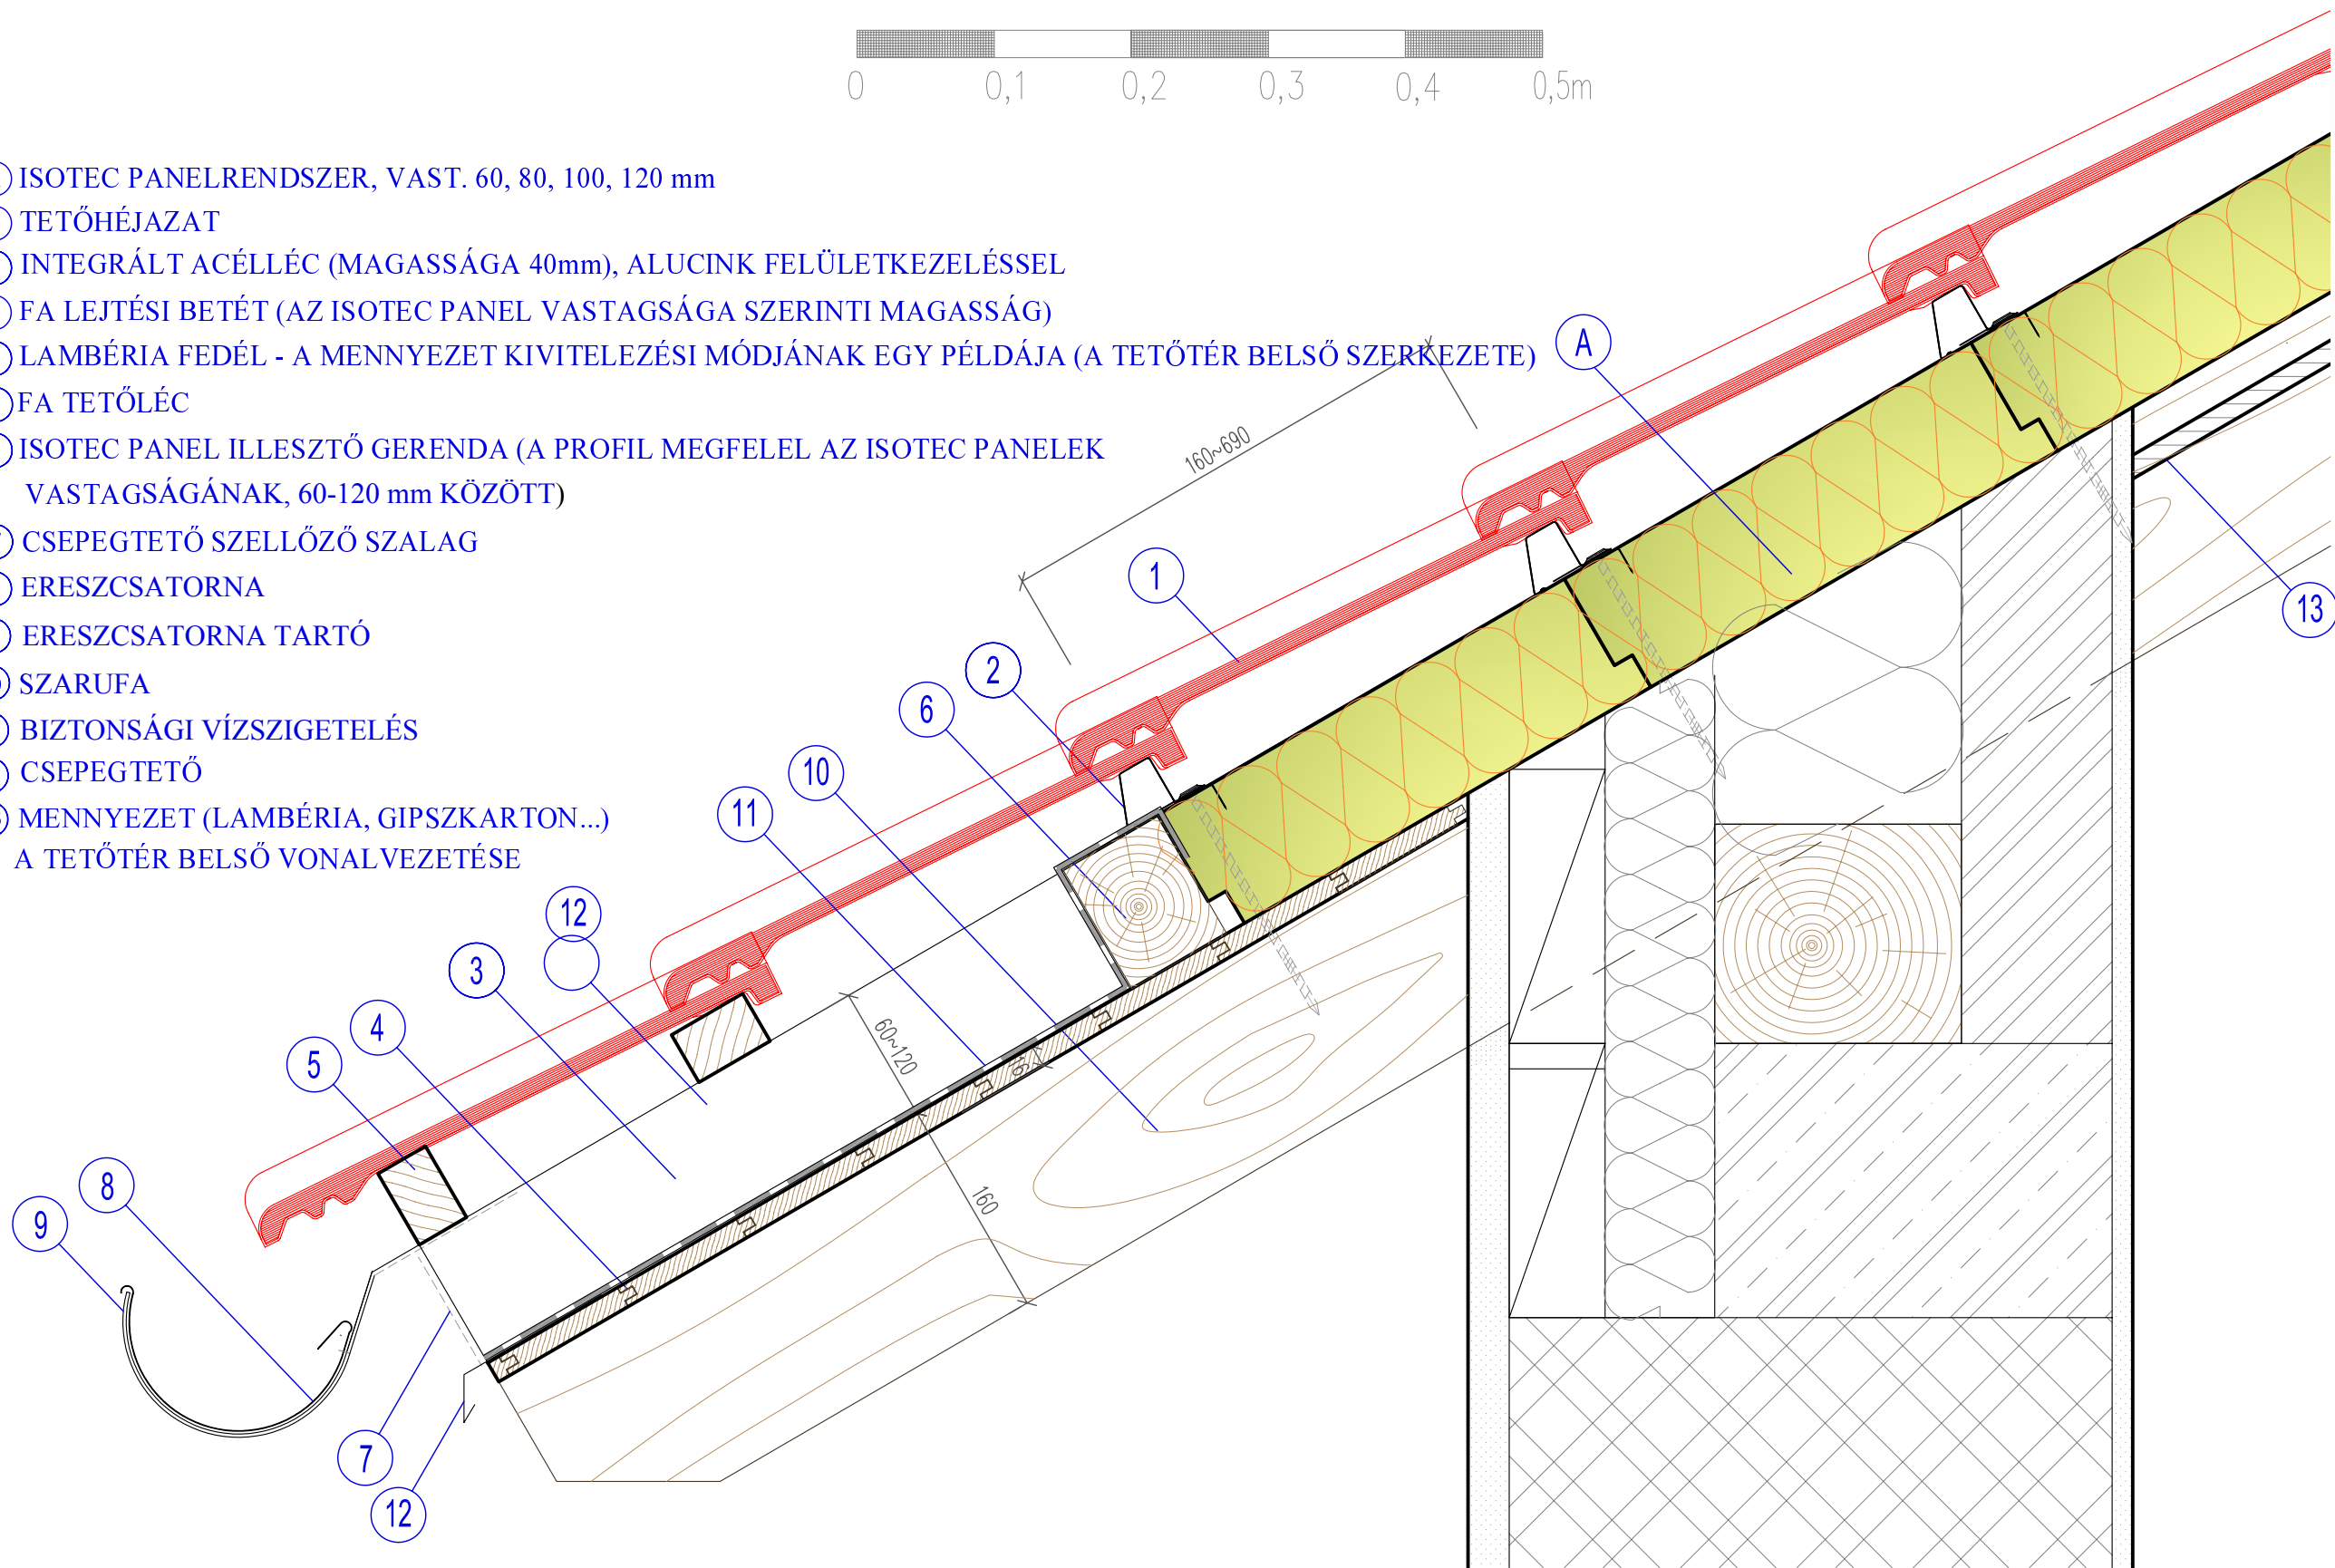 0 0,1 0,2 0,3 0,4 0,5m
ISOTEC PANELRENDSZER, VAST. 60, 80, 100, 120 mm
TETŐHÉJAZAT
INTEGRÁLT ACÉLLÉC (MAGASSÁGA 40mm), ALUCINK FELÜLETKEZELÉSSEL
FA LEJTÉSI BETÉT (AZ ISOTEC PANEL VASTAGSÁGA SZERINTI MAGASSÁG)
LAMBÉRIA FEDÉL - A MENNYEZET KIVITELEZÉSI MÓDJÁNAK EGY PÉLDÁJA (A TETŐTÉR BELSŐ SZERKEZETE)
FA TETŐLÉC
ISOTEC PANEL ILLESZTŐ GERENDA (A PROFIL MEGFELEL AZ ISOTEC PANELEK
VASTAGSÁGÁNAK, 60-120 mm KÖZÖTT)
CSEPEGTETŐ SZELLŐZŐ SZALAG
ERESZCSATORNA
ERESZCSATORNA TARTÓ
SZARUFA
BIZTONSÁGI VÍZSZIGETELÉS
CSEPEGTETŐ
MENNYEZET (LAMBÉRIA, GIPSZKARTON...)
A TETŐTÉR BELSŐ VONALVEZETÉSE
A
160~690
1
13
2
6
10
11
12
3
4
5
60~120
16
160
8
9
7
12